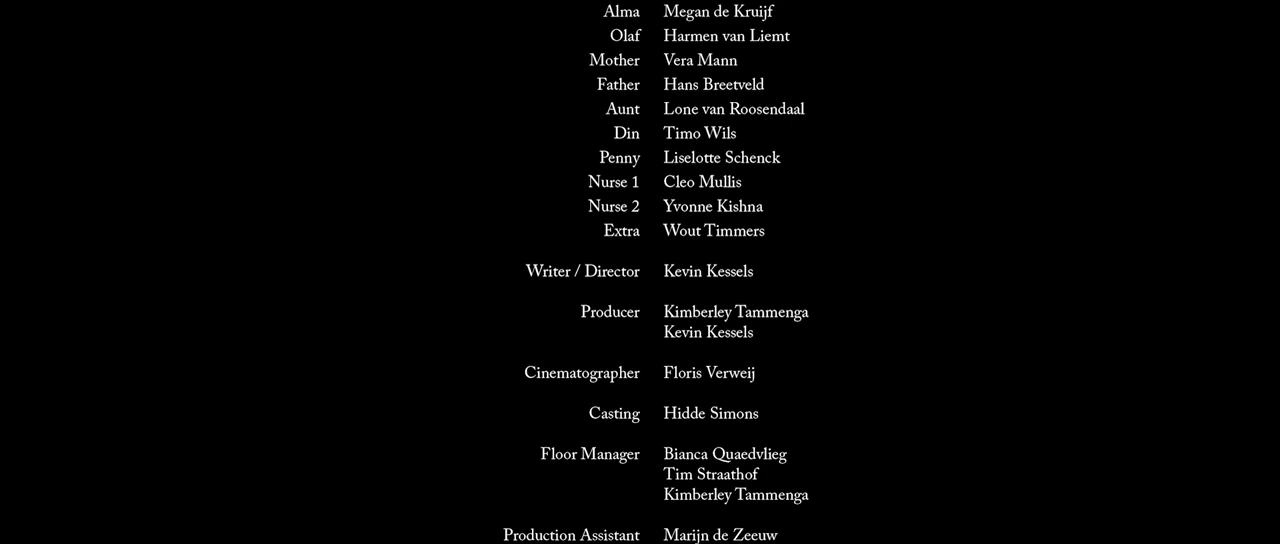 Alma Megan de Kruijf
Olaf Harmen van Liemt
Mother Vera Mann
Father Hans Breetveld
Aunt Lone van Roosendaal
Din Timo Wils
Penny Liselotte Schenck
Nurse 1 Cleo Mullis
Nurse 2 Yvonne Kishna
Extra Wout Timmers
Writer / Director Kevin Kessels
Producer Kimberley Tammenga
Kevin Kessels
Cinematographer Floris Verweij
Casting Hidde Simons
Floor Manager Bianca Quaedvlieg
Tim Straathof
Kimberley Tammenga
Production Assistant Marijn de Zeeuw